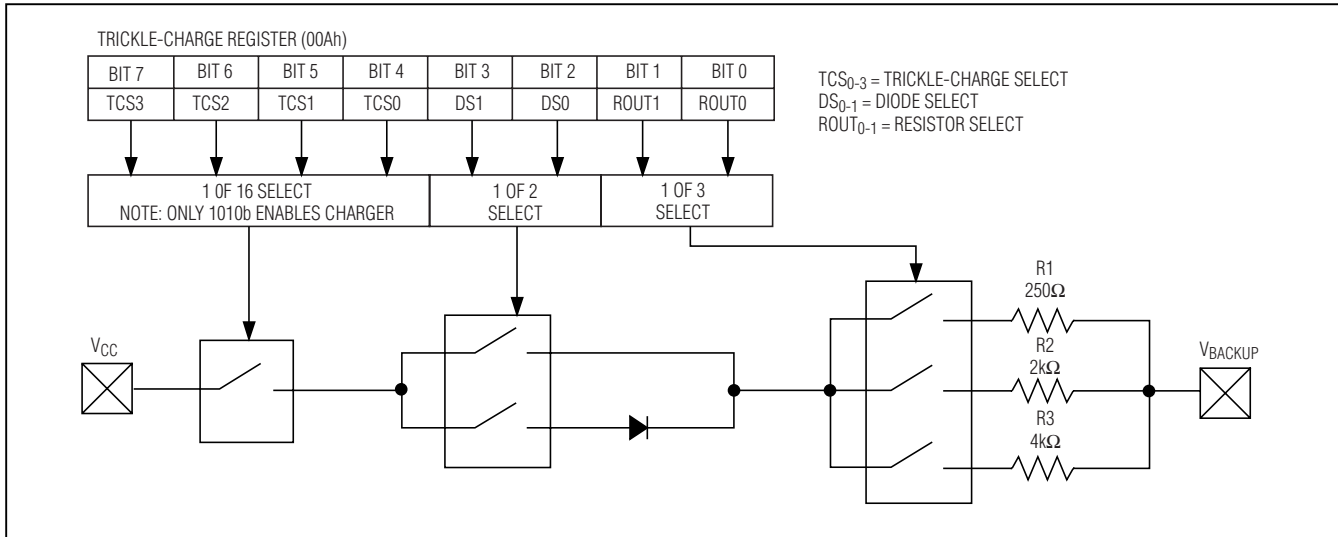 TRICKLE-CHARGE REGISTER (00Ah)
BIT 7 BIT 6 BIT 5 BIT 4 BIT 3 BIT 2 BIT 1 BIT 0
TCS3 TCS2 TCS1 TCS0 DS1 DS0 ROUT1 ROUT0
TCS0-3 = TRICKLE-CHARGE SELECT
DS0-1 = DIODE SELECT
ROUT0-1 = RESISTOR SELECT
1 0F 16 SELECT
NOTE: ONLY 1010b ENABLES CHARGER
1 OF 2
SELECT
1 OF 3
SELECT
VCC
R1
250Ω
R2
2kΩ
R3
4kΩ
VBACKUP